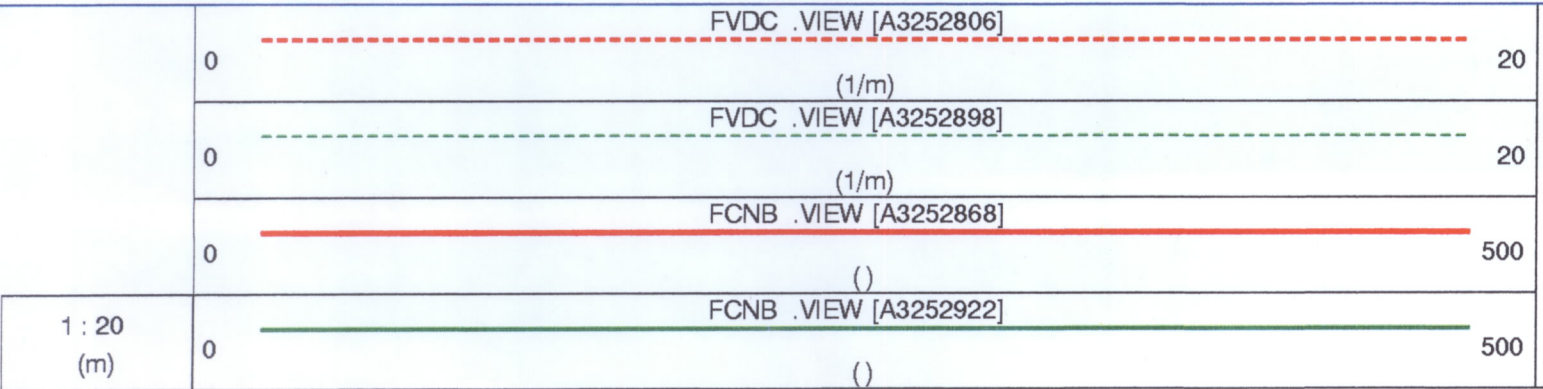 FVDC .VIEW [A3252806]
0 20
(1/m)
FVDC .VIEW [A3252898]
0 20
(1/m)
FCNB .VIEW [A3252868]
0 500
()
FCNB .VIEW [A3252922]
1 : 20
(m)
0 500
()